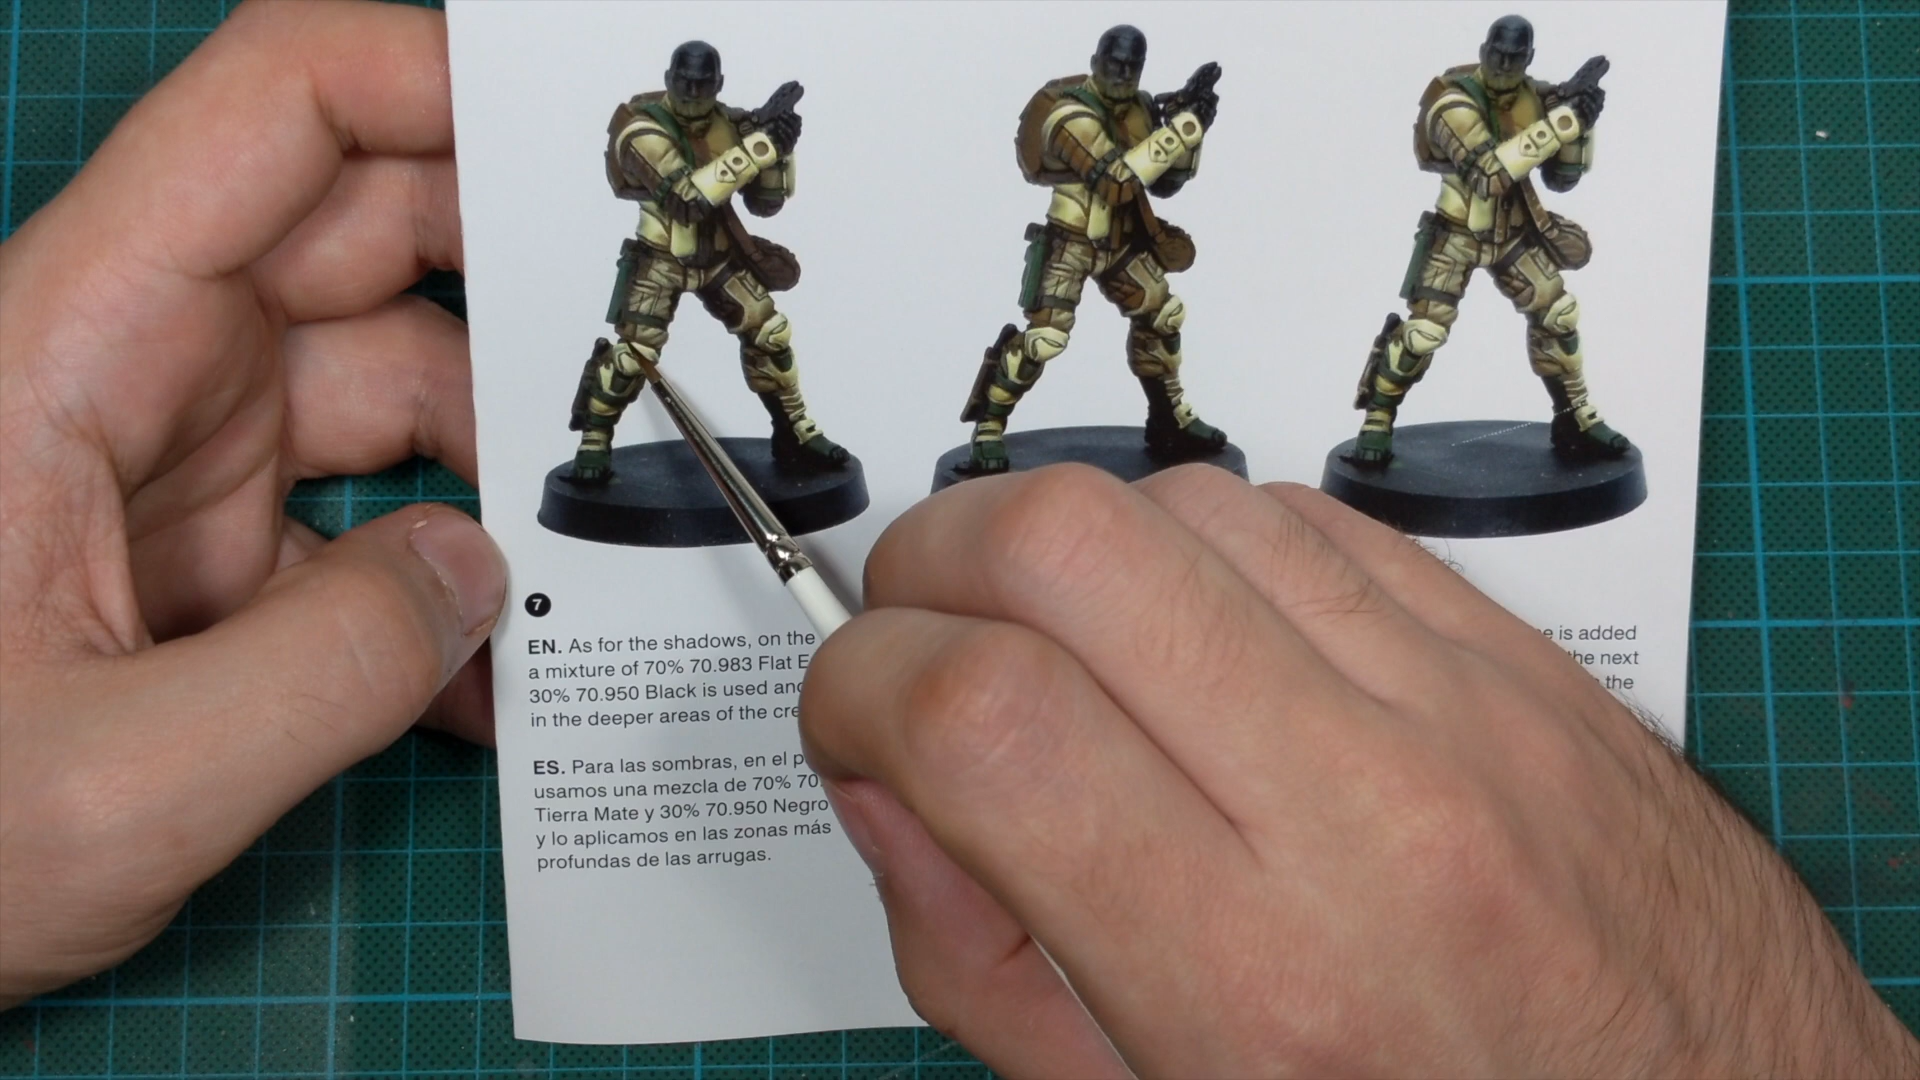 7
EN. As for the shadows, on the
a mixture of 70% 70.983 Flat
30% 70.950 Black is used and
in the deeper areas of the
ES. Para las sombras, en el
usamos una mezcla de 70%
Tierra Mate y 30% 70.950 Negro
y lo aplicamos en las zonas más
profundas de las arrugas.
is added
the next
the